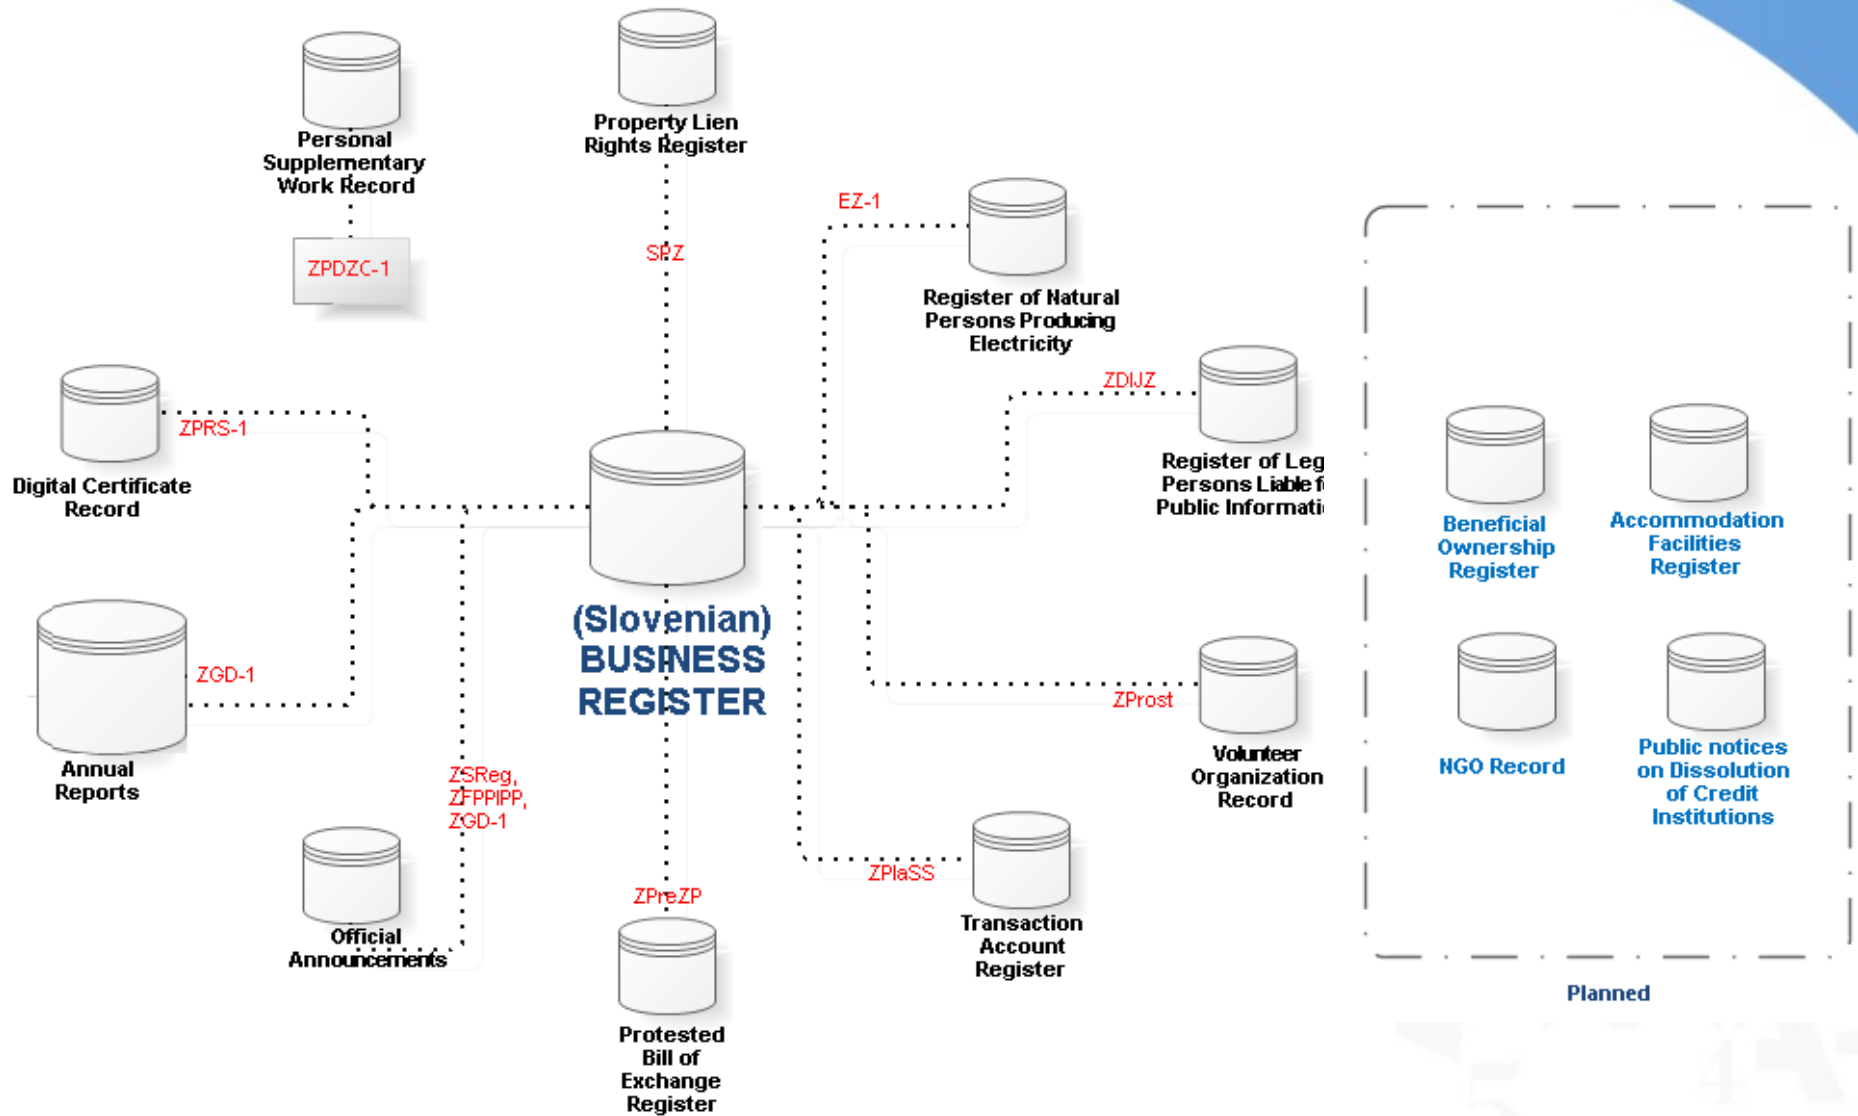 Personal
Supplementary
Work Record
ZPDZC-1
Property Lien
Rights Register
SPZ
EZ-1
Register of Natural
Persons Producing
Electricity
ZDIJZ
Register of Leg
Persons Liable f
Public Informati
ZPRS-1
Digital Certificate
Record
(Slovenian)
BUSINESS
REGISTER
ZGD-1
Annual
Reports
ZSReg,
ZFPPIPP,
ZGD-1
Official
Announcements
ZPreZP
Protested
Bill of
Exchange
Register
ZPlaSS
Transaction
Account
Register
ZProst
Volunteer
Organization
Record
Beneficial
Ownership
Register
Accommodation
Facilities
Register
NGO Record
Public notices
on Dissolution
of Credit
Institutions
Planned
5
4